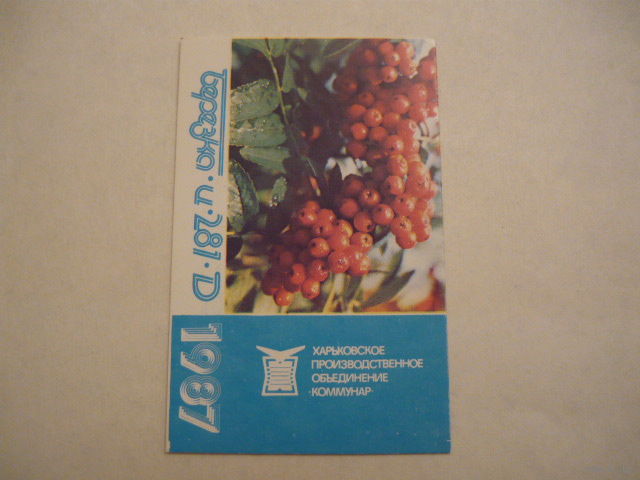 Березка · ц · 281 · D
1987
ХАРЬКОВСКОЕ
ПРОИЗВОДСТВЕННОЕ
ОБЪЕДИНЕНИЕ
·КОММУНАР·